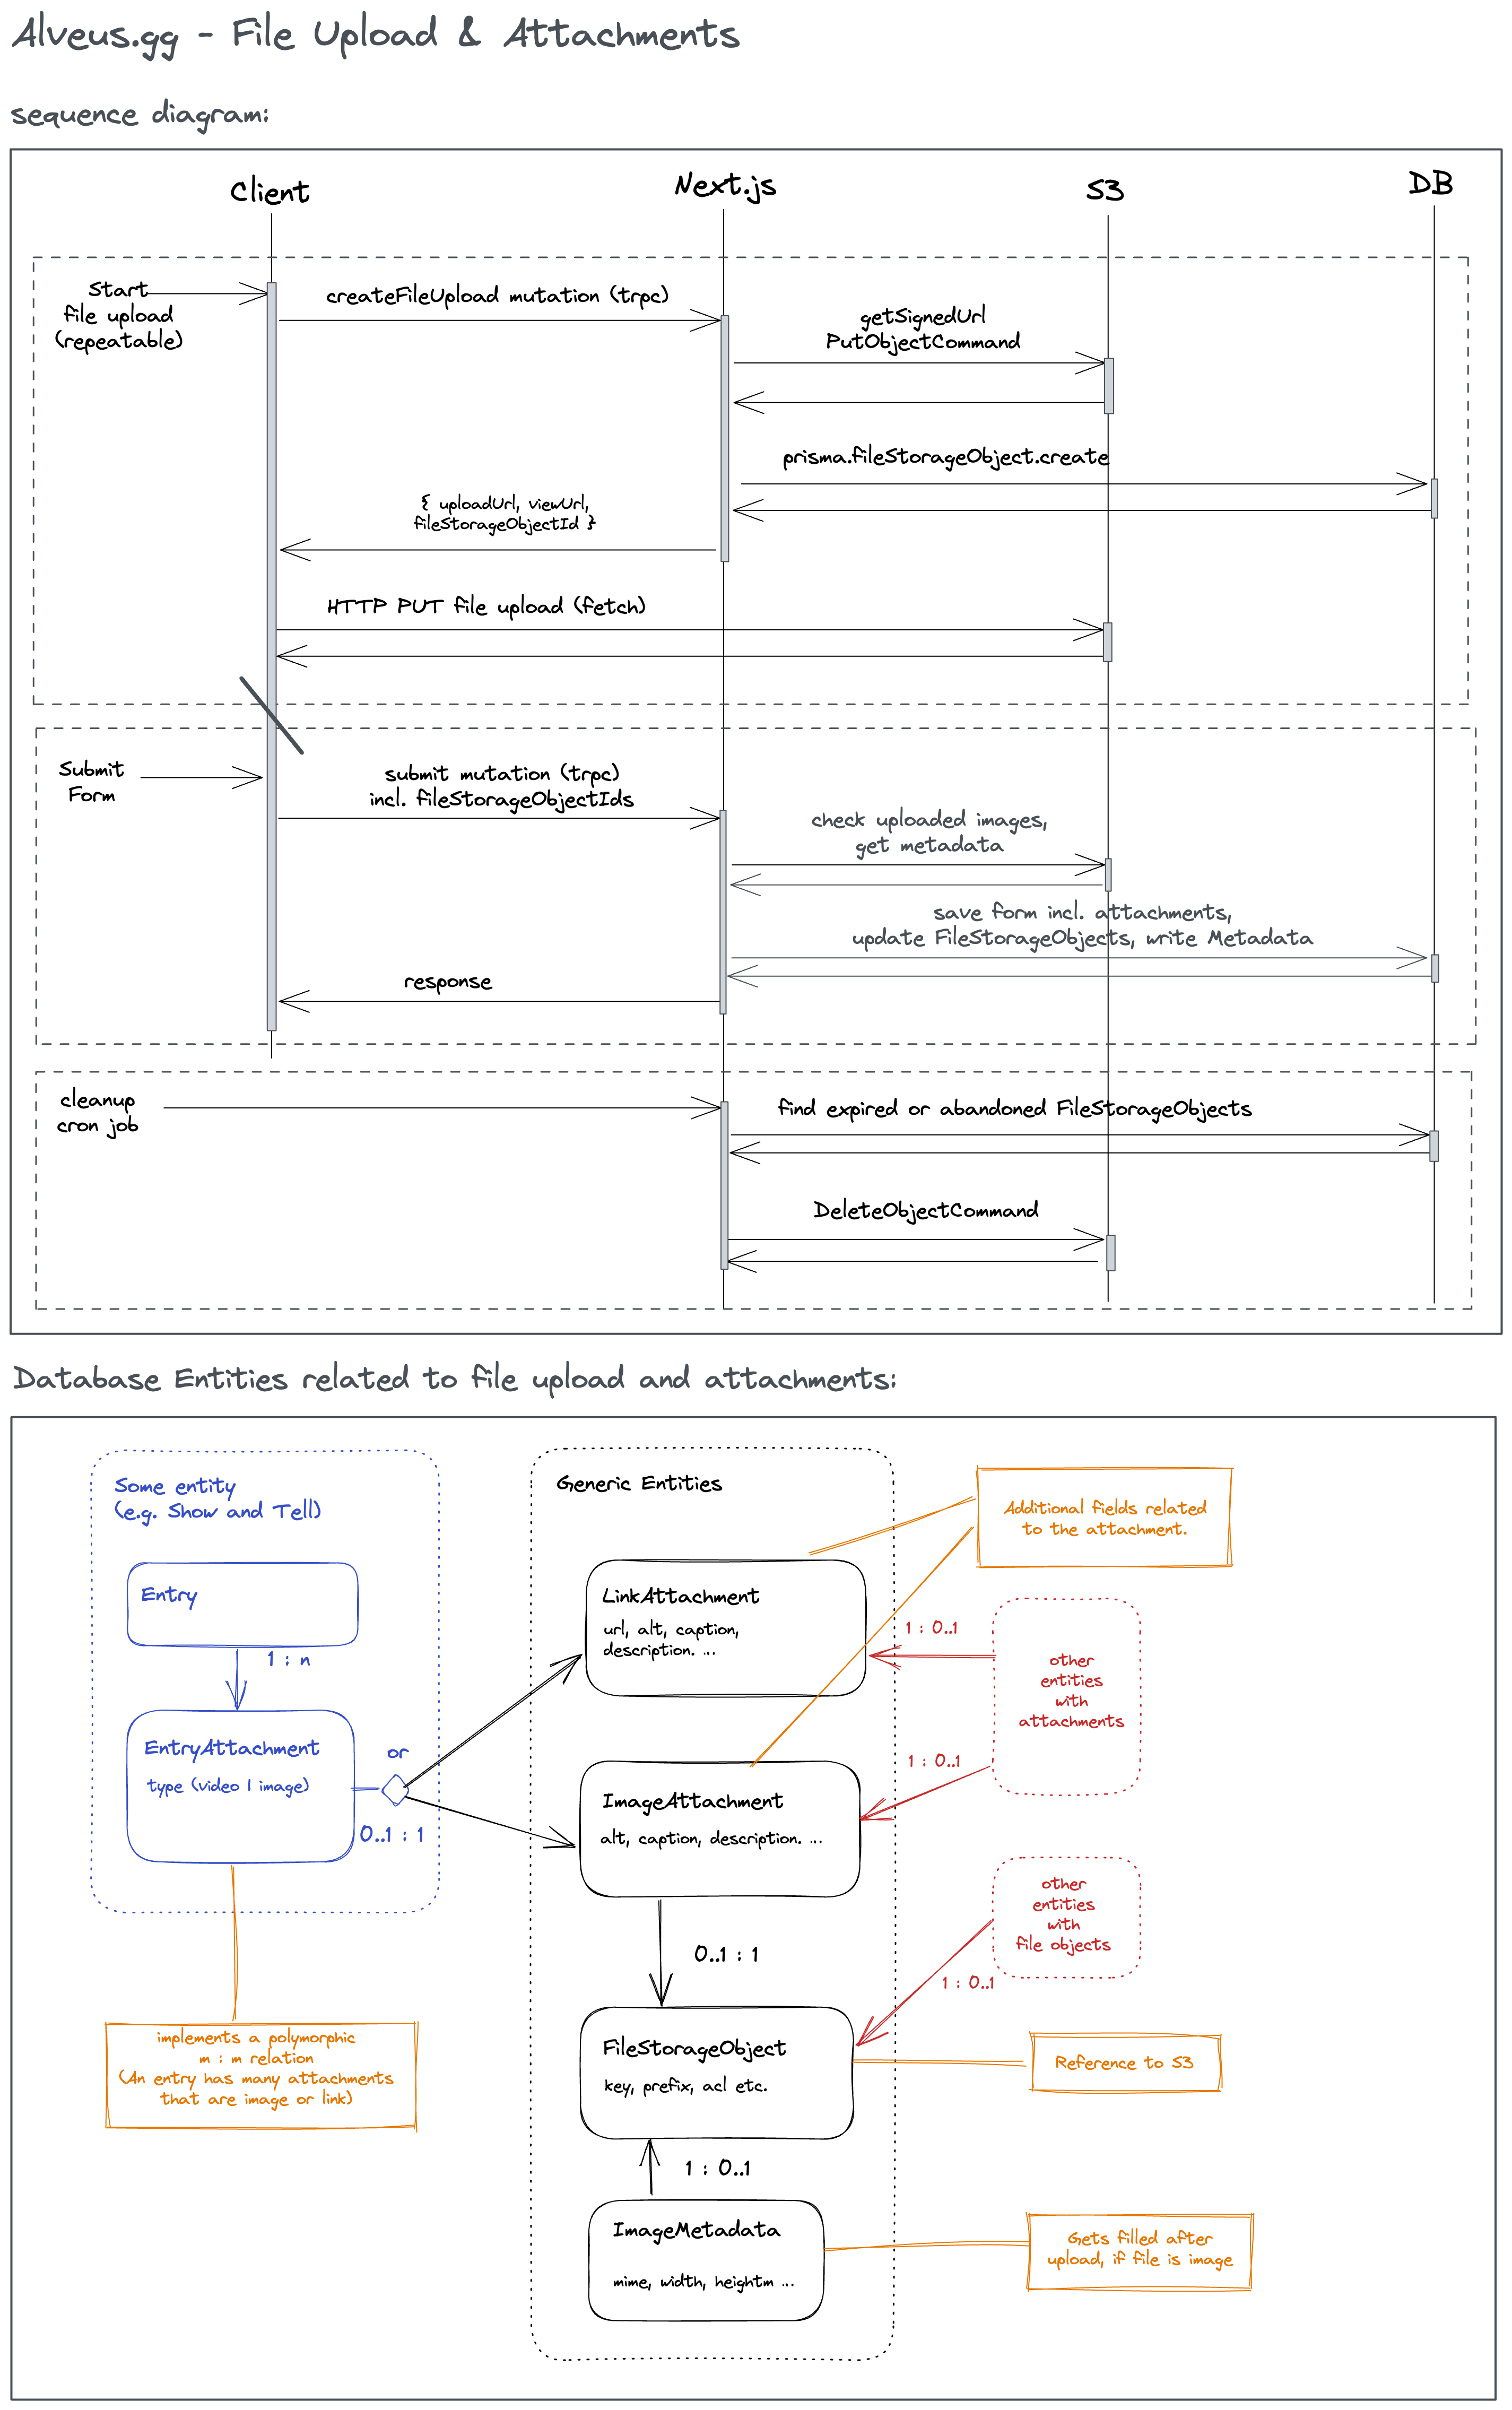 Alveus.gg - File Upload & Attachments
sequence diagram:
Client
Next.js
S3
DB
Start
file upload
(repeatable)
createFileUpload mutation (trpc)
getSignedUrl
PutObjectCommand
prisma.fileStorageObject.create
{ uploadUrl, viewUrl,
fileStorageObjectId }
HTTP PUT file upload (fetch)
Submit
Form
submit mutation (trpc)
incl. fileStorageObjectIds
check uploaded images,
get metadata
save form incl. attachments,
update FileStorageObjects, write Metadata
response
cleanup
cron job
find expired or abandoned FileStorageObjects
DeleteObjectCommand
Database Entities related to file upload and attachments:
Some entity
(e.g. Show and Tell)
Entry
1 : n
EntryAttachment
type (video | image)
or
0..1 : 1
implements a polymorphic
m : m relation
(An entry has many attachments
that are image or link)
Generic Entities
LinkAttachment
url, alt, caption,
description. ...
ImageAttachment
alt, caption, description. ...
0..1 : 1
FileStorageObject
key, prefix, acl etc.
1 : 0..1
ImageMetadata
mime, width, heightm ...
Additional fields related
to the attachment.
1 : 0..1
other
entities
with
attachments
1 : 0..1
other
entities
with
file objects
1 : 0..1
Reference to S3
Gets filled after
upload, if file is image